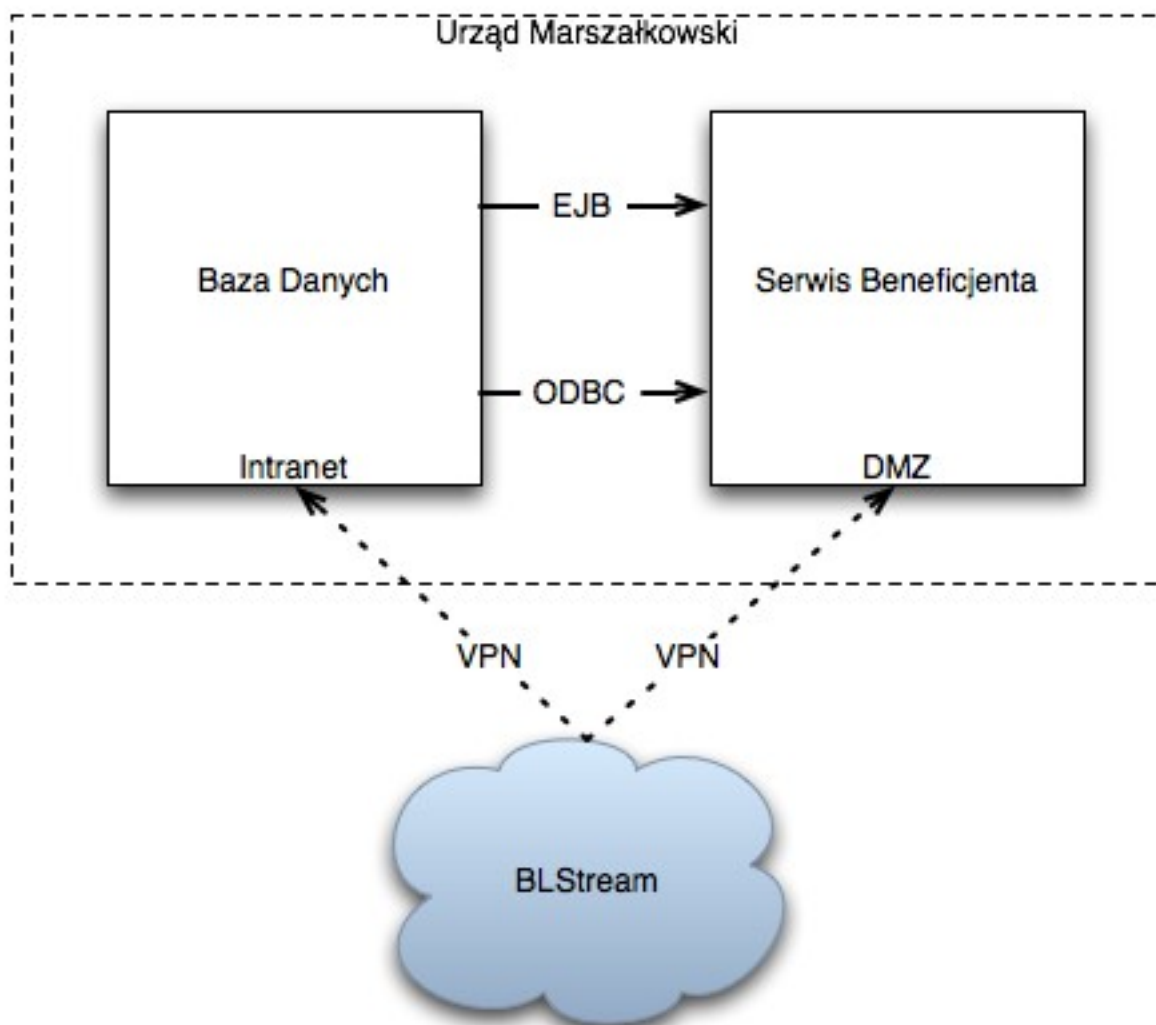 Urząd Marszałkowski
EJB
Baza Danych
Serwis Beneficjenta
ODBC
Intranet
DMZ
VPN
VPN
BLStream